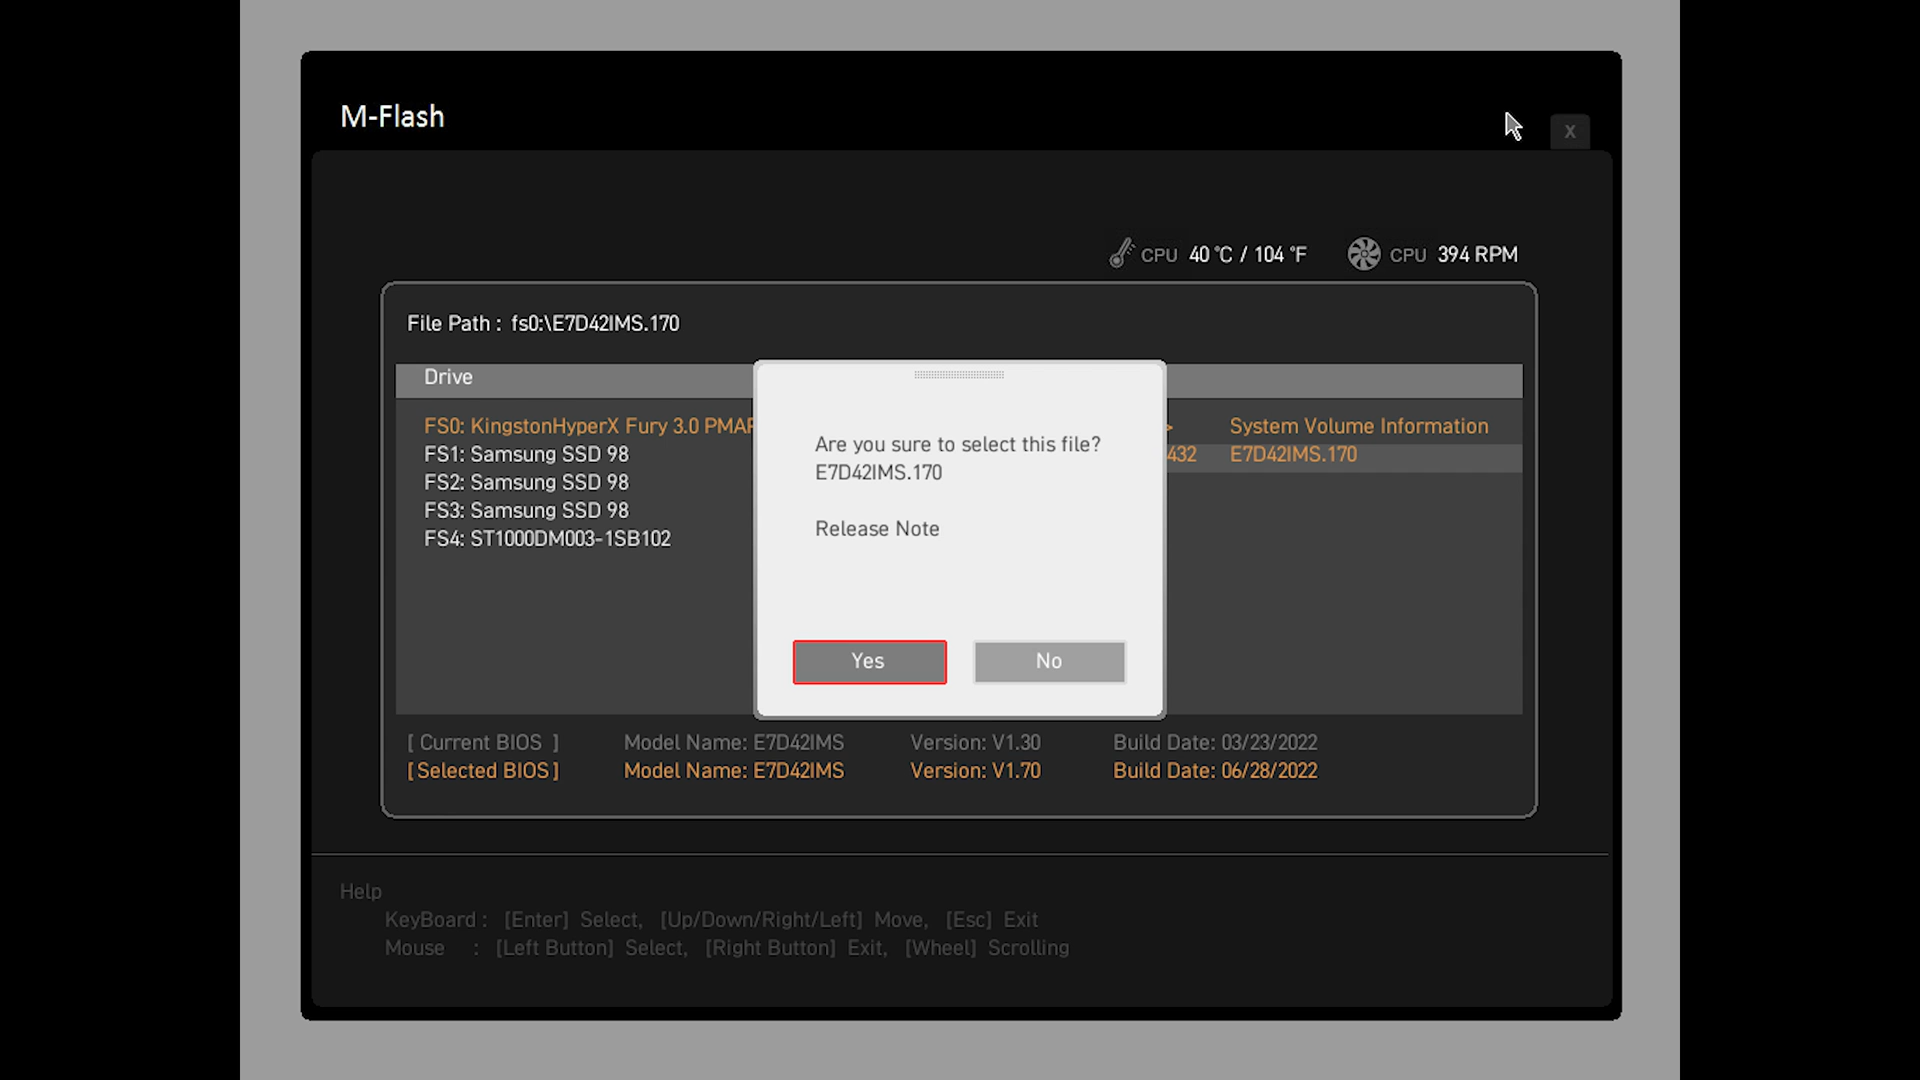 M-Flash
X
CPU 40 °C / 104 °F CPU 394 RPM
File Path : fs0:\E7D42IMS.170
Drive
FS0: KingstonHyperX Fury 3.0 PMAP > System Volume Information
FS1: Samsung SSD 98 432 E7D42IMS.170
FS2: Samsung SSD 98
FS3: Samsung SSD 98
FS4: ST1000DM003-1SB102
Are you sure to select this file?
E7D42IMS.170
Release Note
Yes No
[ Current BIOS ] Model Name: E7D42IMS Version: V1.30 Build Date: 03/23/2022
[Selected BIOS] Model Name: E7D42IMS Version: V1.70 Build Date: 06/28/2022
Help
KeyBoard : [Enter] Select, [Up/Down/Right/Left] Move, [Esc] Exit
Mouse : [Left Button] Select, [Right Button] Exit, [Wheel] Scrolling